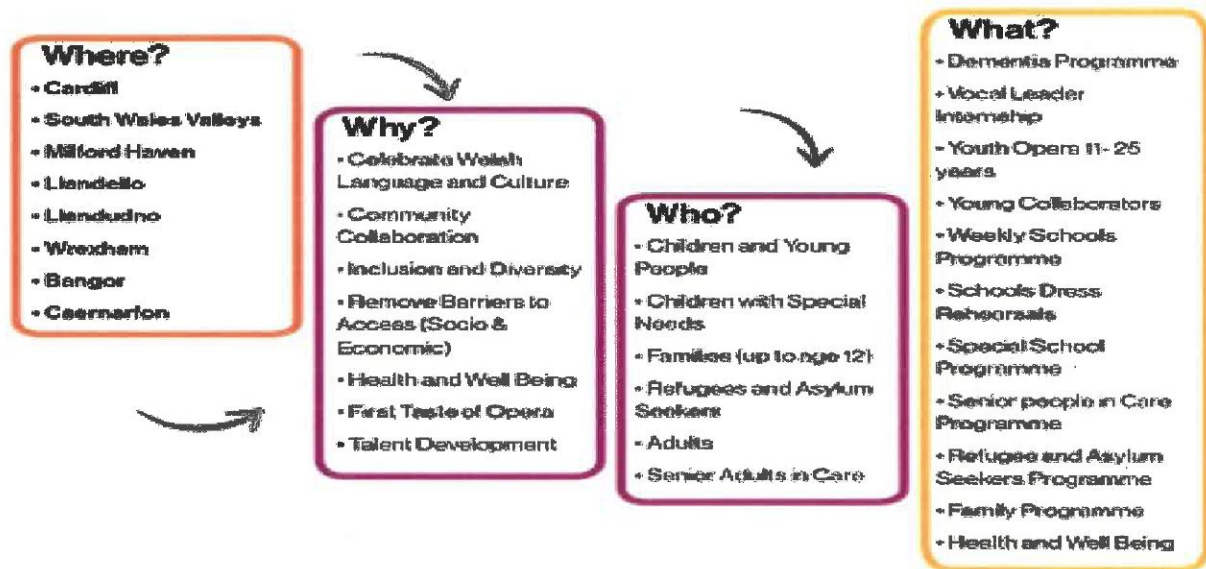 Where?
• Cardiff
• South Wales Valleys
• Milford Haven
• Llandeilo
• Llandudno
• Wrexham
• Bangor
• Caernarfon
Why?
• Celebrate Welsh
Language and Culture
• Community
Collaboration
• Inclusion and Diversity
• Remove Barriers to
Access (Socio &
Economic)
• Health and Well Being
• First Taste of Opera
• Talent Development
Who?
• Children and Young
People
• Children with Special
Needs
• Families (up to age 12)
• Refugees and Asylum
Seekers
• Adults
• Senior Adults in Care
What?
• Dementia Programme
• Vocal Leader
Internship
• Youth Opera 11- 25
years
• Young Collaborators
• Weekly Schools
Programme
• Schools Dress
Rehearsals
• Special School
Programme
• Senior people in Care
Programme
• Refugee and Asylum
Seekers Programme
• Family Programme
• Health and Well Being